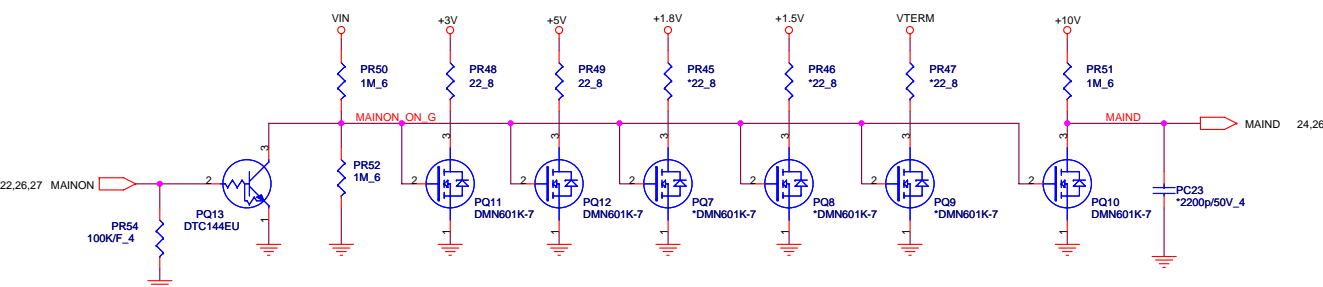 VIN
+3V
+5V
+1.8V
+1.5V
VTERM
+10V
PR50
1M_6
PR48
22_8
PR49
22_8
PR45
*22_8
PR46
*22_8
PR47
*22_8
PR51
1M_6
MAINON_ON_G
MAIND
MAIND 24,26
3
3
3
3
3
3
3
22,26,27 MAINON
2
PR52
1M_6
2
2
2
2
2
2
PQ13
DTC144EU
PQ11
DMN601K-7
PQ12
DMN601K-7
PQ7
*DMN601K-7
PQ8
*DMN601K-7
PQ9
*DMN601K-7
PQ10
DMN601K-7
PC23
*2200p/50V_4
PR54
100K/F_4
1
1
1
1
1
1
1